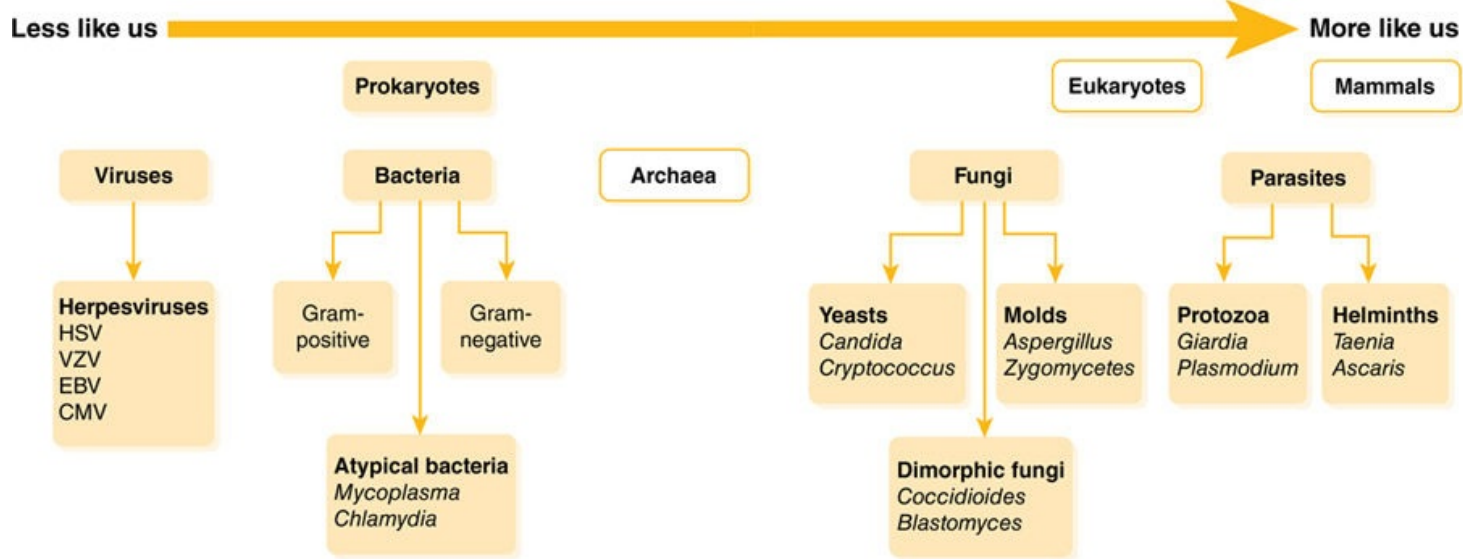 Less like us
More like us
Prokaryotes
Eukaryotes
Mammals
Viruses
Bacteria
Archaea
Fungi
Parasites
Herpesviruses
HSV
VZV
EBV
CMV
Gram-
positive
Gram-
negative
Yeasts
Candida
Cryptococcus
Molds
Aspergillus
Zygomycetes
Protozoa
Giardia
Plasmodium
Helminths
Taenia
Ascaris
Atypical bacteria
Mycoplasma
Chlamydia
Dimorphic fungi
Coccidioides
Blastomyces